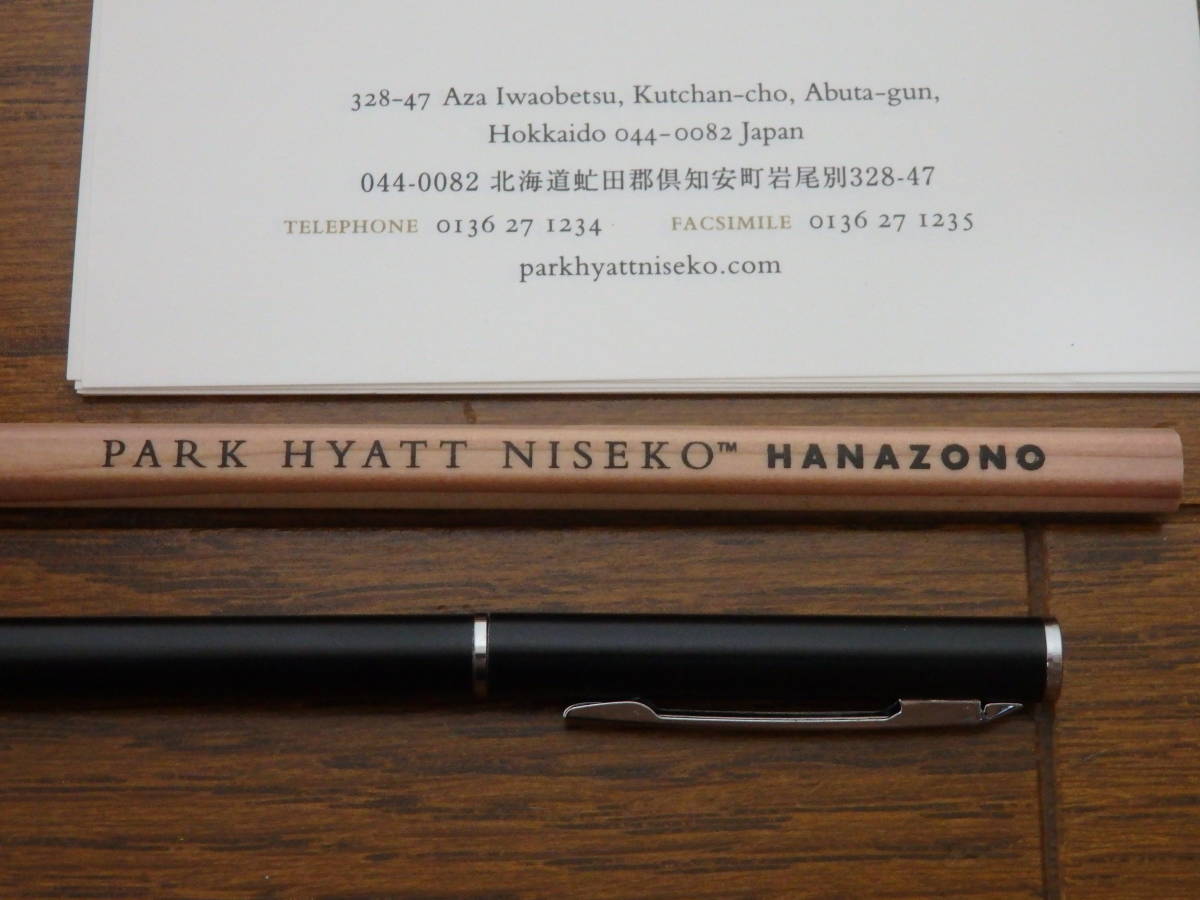 328-47 Aza Iwaobetsu, Kutchan-cho, Abuta-gun,
Hokkaido 044-0082 Japan
044-0082 北海道虻田郡倶知安町岩尾別328-47
TELEPHONE 0136 27 1234 FACSIMILE 0136 27 1235
parkhyattniseko.com
PARK HYATT NISEKO™ HANAZONO